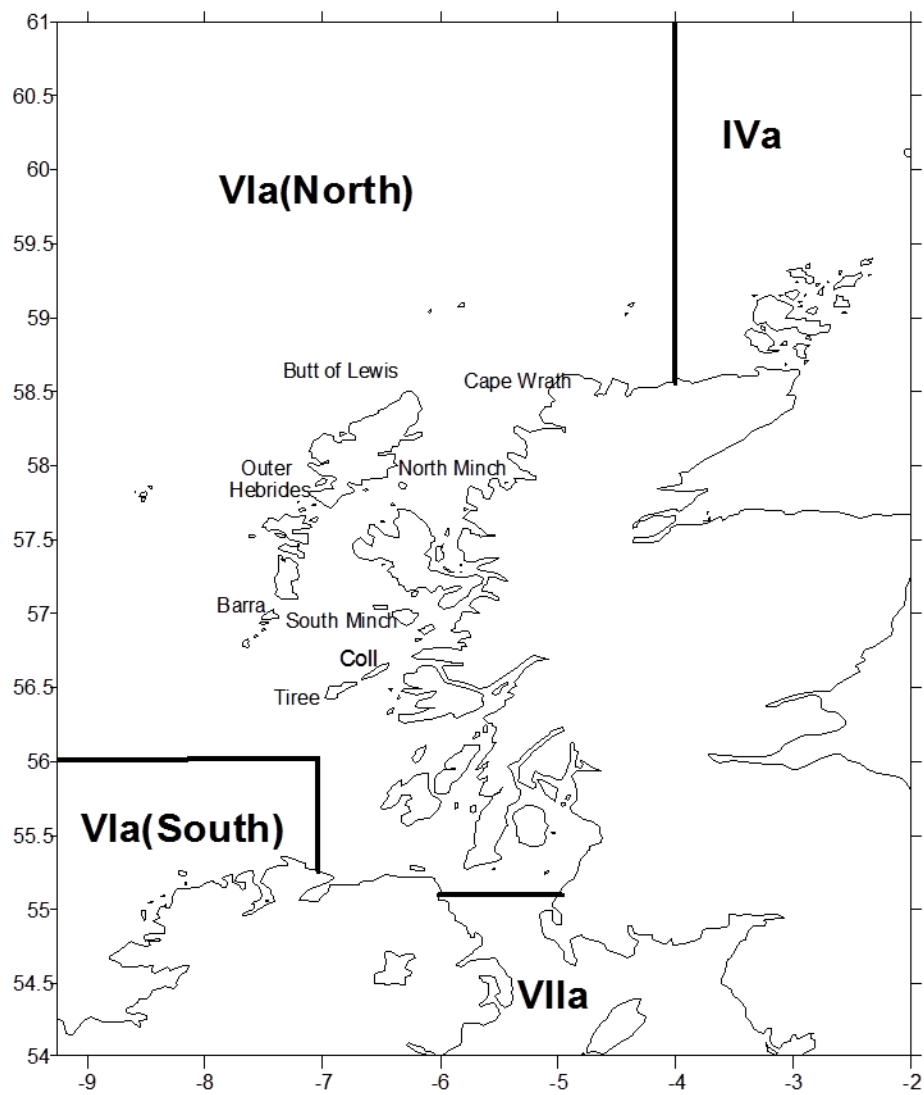 61
60.5
60
59.5
59
58.5
58
57.5
57
56.5
56
55.5
55
54.5
54
IVa
VIa(North)
Butt of Lewis
Cape Wrath
Outer
Hebrides
North Minch
Barra
South Minch
Coll
Tiree
VIa(South)
VIIa
-9
-8
-7
-6
-5
-4
-3
-2